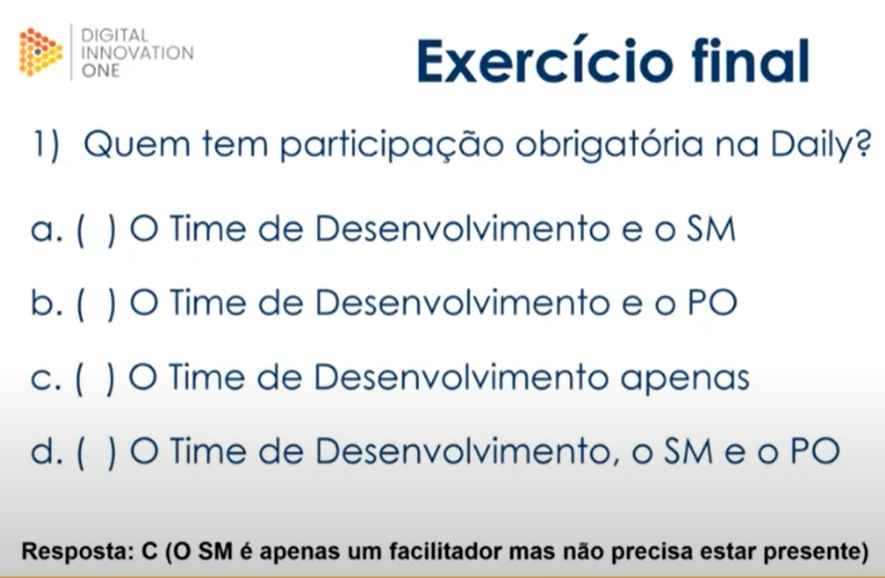 DIGITAL
INNOVATION
ONE
Exercício final
1) Quem tem participação obrigatória na Daily?
a. ( ) O Time de Desenvolvimento e o SM
b. ( ) O Time de Desenvolvimento e o PO
c. ( ) O Time de Desenvolvimento apenas
d. ( ) O Time de Desenvolvimento, o SM e o PO
Resposta: C (O SM é apenas um facilitador mas não precisa estar presente)